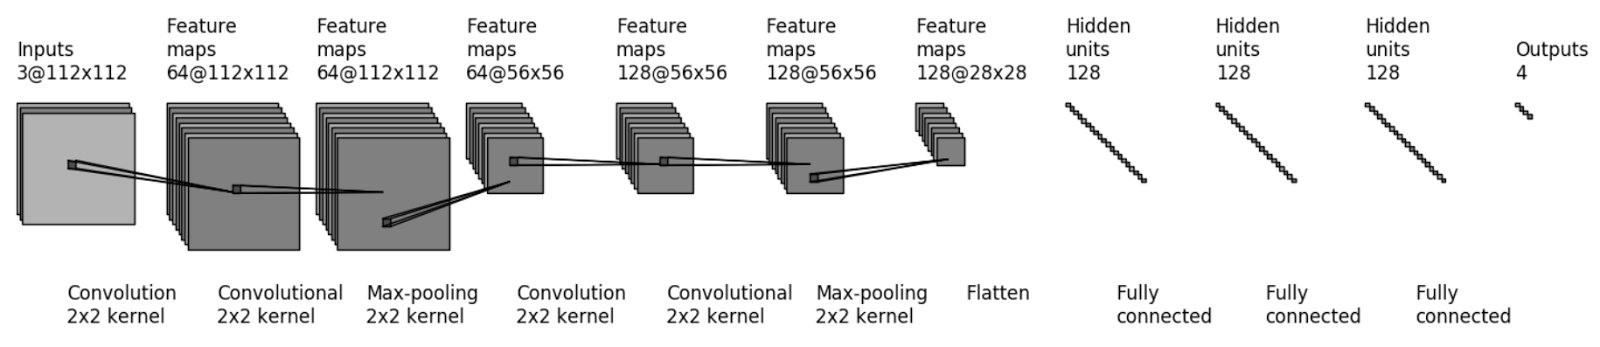 Inputs
3@112x112
Feature
maps
64@112x112
Feature
maps
64@112x112
Feature
maps
64@56x56
Feature
maps
128@56x56
Feature
maps
128@56x56
Feature
maps
128@28x28
Hidden
units
128
Hidden
units
128
Hidden
units
128
Outputs
4
Convolution
2x2 kernel
Convolutional
2x2 kernel
Max-pooling
2x2 kernel
Convolution
2x2 kernel
Convolutional
2x2 kernel
Max-pooling
2x2 kernel
Flatten
Fully
connected
Fully
connected
Fully
connected